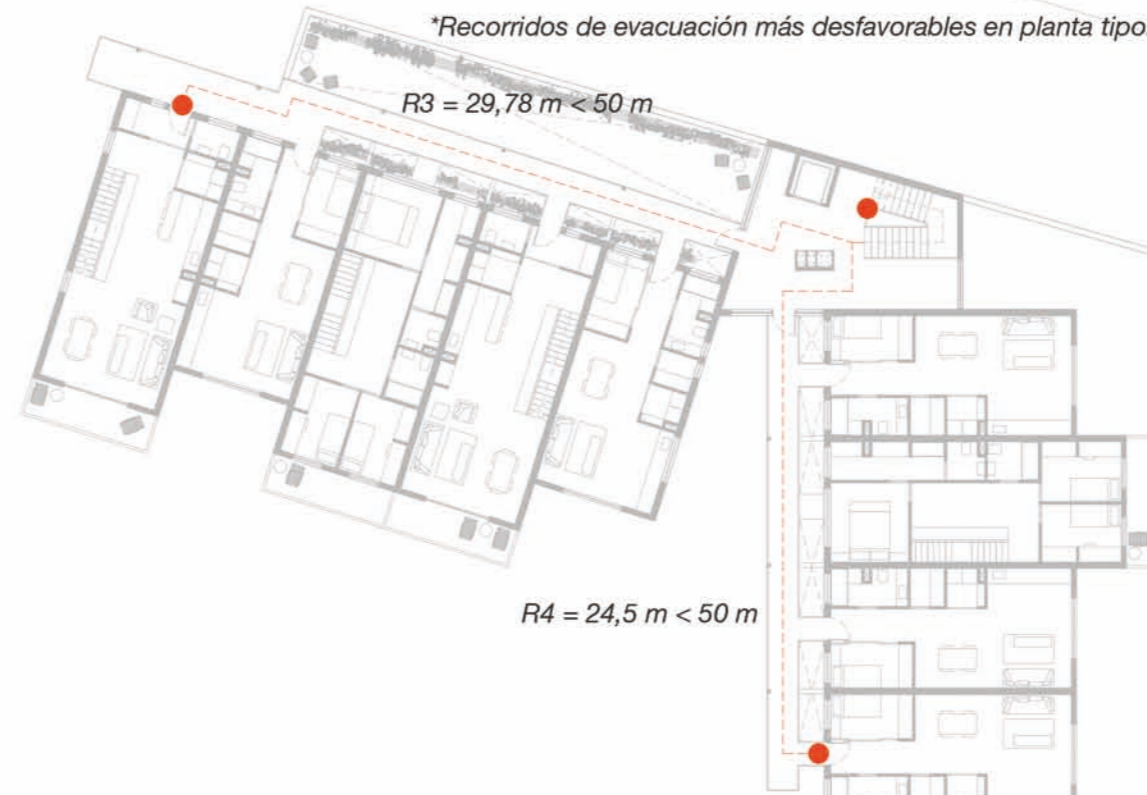 *Recorridos de evacuación más desfavorables en planta tipo.
R3 = 29,78 m < 50 m
R4 = 24,5 m < 50 m